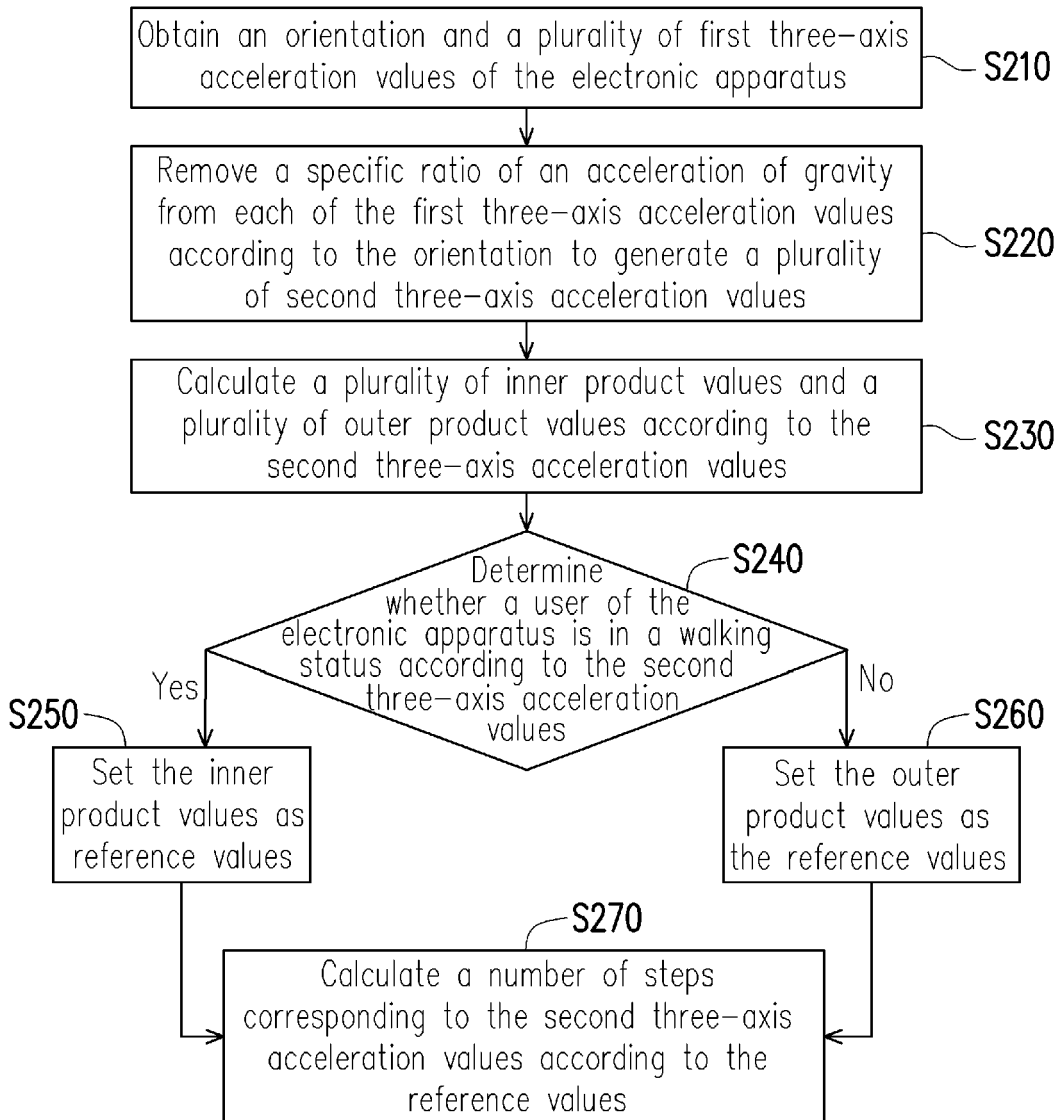 Obtain an orientation and a plurality of first three-axis
acceleration values of the electronic apparatus
S210
Remove a specific ratio of an acceleration of gravity
from each of the first three-axis acceleration values
according to the orientation to generate a plurality
of second three-axis acceleration values
S220
Calculate a plurality of inner product values and a
plurality of outer product values according to the
second three-axis acceleration values
S230
S240
Determine
whether a user of the
electronic apparatus is in a walking
status according to the second
three-axis acceleration
values
Yes
No
S250
Set the inner
product values as
reference values
S260
Set the outer
product values as
the reference values
S270
Calculate a number of steps
corresponding to the second three-axis
acceleration values according to the
reference values